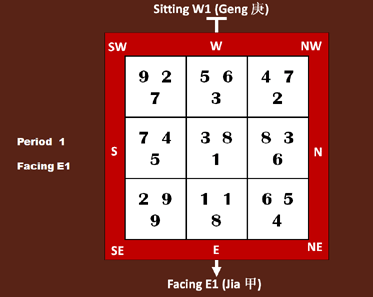 Sitting W1 (Geng 庚)
SW W NW
9 2 5 6 4 7
7 3 2
Period 1
Facing E1
S
7 4 3 8 8 3
5 1 6
N
2 9 1 1 6 5
9 8 4
SE E NE
Facing E1 (Jia 甲)